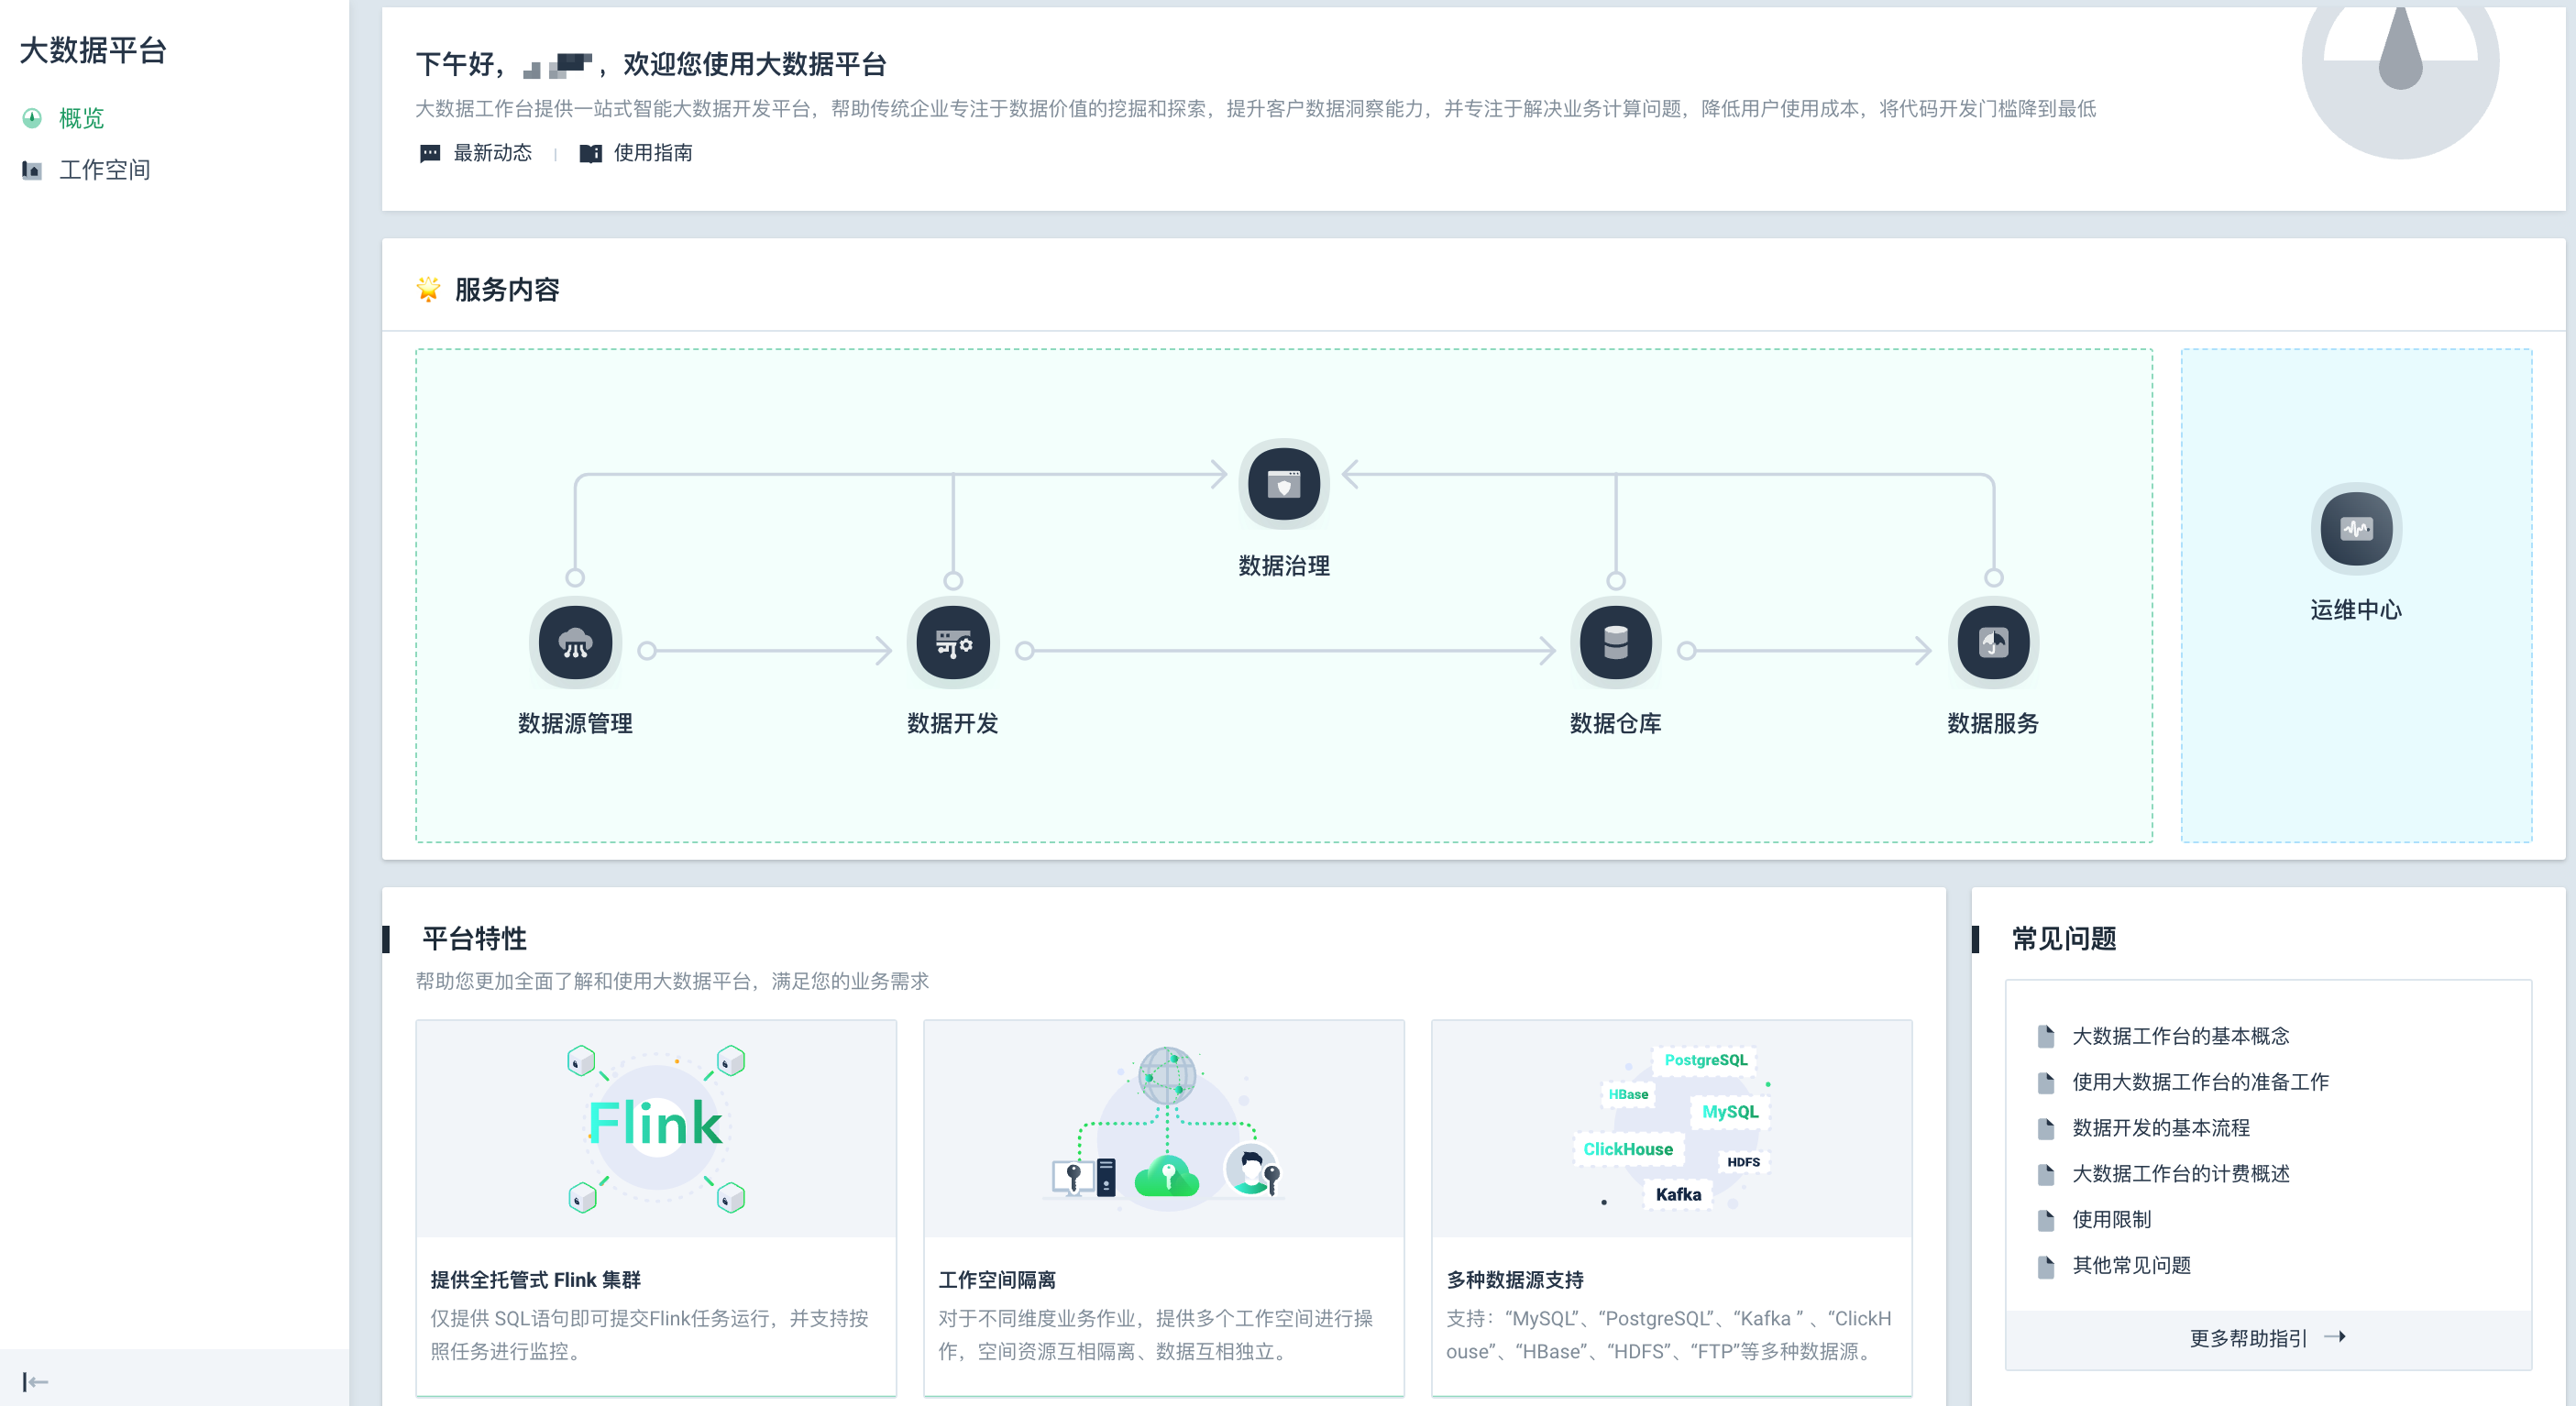 大数据平台
概览
工作空间
下午好，
，欢迎您使用大数据平台
大数据工作台提供一站式智能大数据开发平台，帮助传统企业专注于数据价值的挖掘和探索，提升客户数据洞察能力，并专注于解决业务计算问题，降低用户使用成本，将代码开发门槛降到最低
最新动态 | 使用指南
服务内容
数据治理
数据源管理
数据开发
数据仓库
数据服务
运维中心
平台特性
帮助您更加全面了解和使用大数据平台，满足您的业务需求
Flink
提供全托管式 Flink 集群
仅提供 SQL语句即可提交Flink任务运行，并支持按
照任务进行监控。
工作空间隔离
对于不同维度业务作业，提供多个工作空间进行操
作，空间资源互相隔离、数据互相独立。
PostgreSQL
HBase
MySQL
ClickHouse
HDFS
Kafka
多种数据源支持
支持：“MySQL”、“PostgreSQL”、“Kafka ” 、“ClickH
ouse”、“HBase”、“HDFS”、“FTP”等多种数据源。
常见问题
大数据工作台的基本概念
使用大数据工作台的准备工作
数据开发的基本流程
大数据工作台的计费概述
使用限制
其他常见问题
更多帮助指引